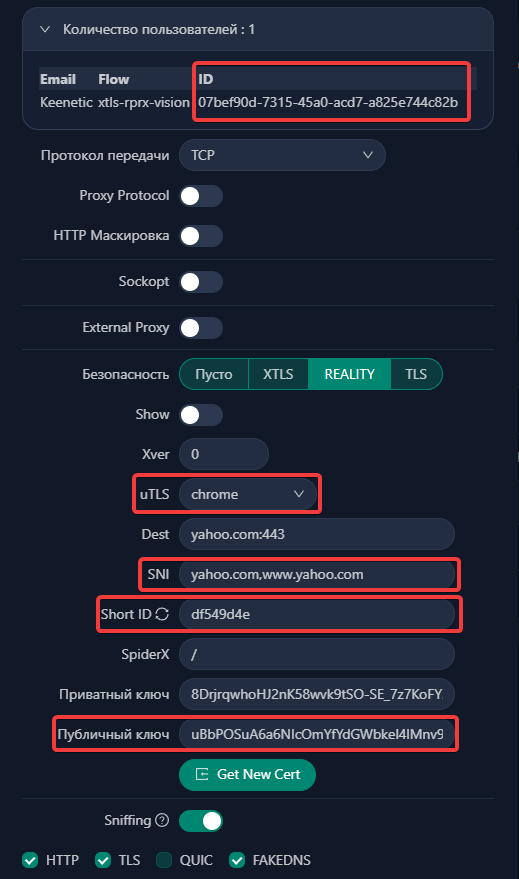 Количество пользователей : 1
Email Flow ID
Keenetic xtls-rprx-vision 07bef90d-7315-45a0-acd7-a825e744c82b
Протокол передачи TCP
Proxy Protocol
HTTP Маскировка
Sockopt
External Proxy
Безопасность Пусто XTLS REALITY TLS
Show
Xver 0
uTLS chrome
Dest yahoo.com:443
SNI yahoo.com,www.yahoo.com
Short ID df549d4e
SpiderX /
Приватный ключ 8DrjrqwhoHJ2nK58wvk9tSO-SE_7z7KoFY
Публичный ключ uBbPOSuA6a6NIcOmYfYdGWbkel4IMnv9
Get New Cert
Sniffing
HTTP TLS QUIC FAKEDNS